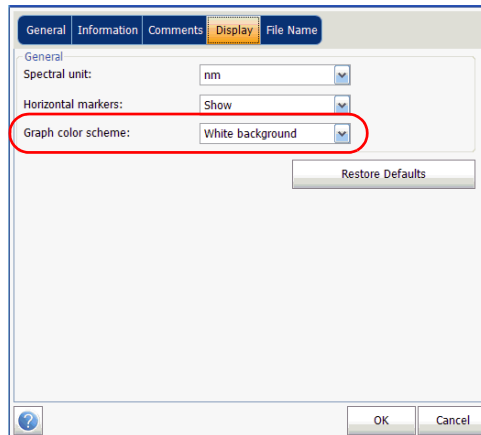 General Information Comments Display File Name
General
Spectral unit: nm
Horizontal markers: Show
Graph color scheme: White background
Restore Defaults
?
OK Cancel